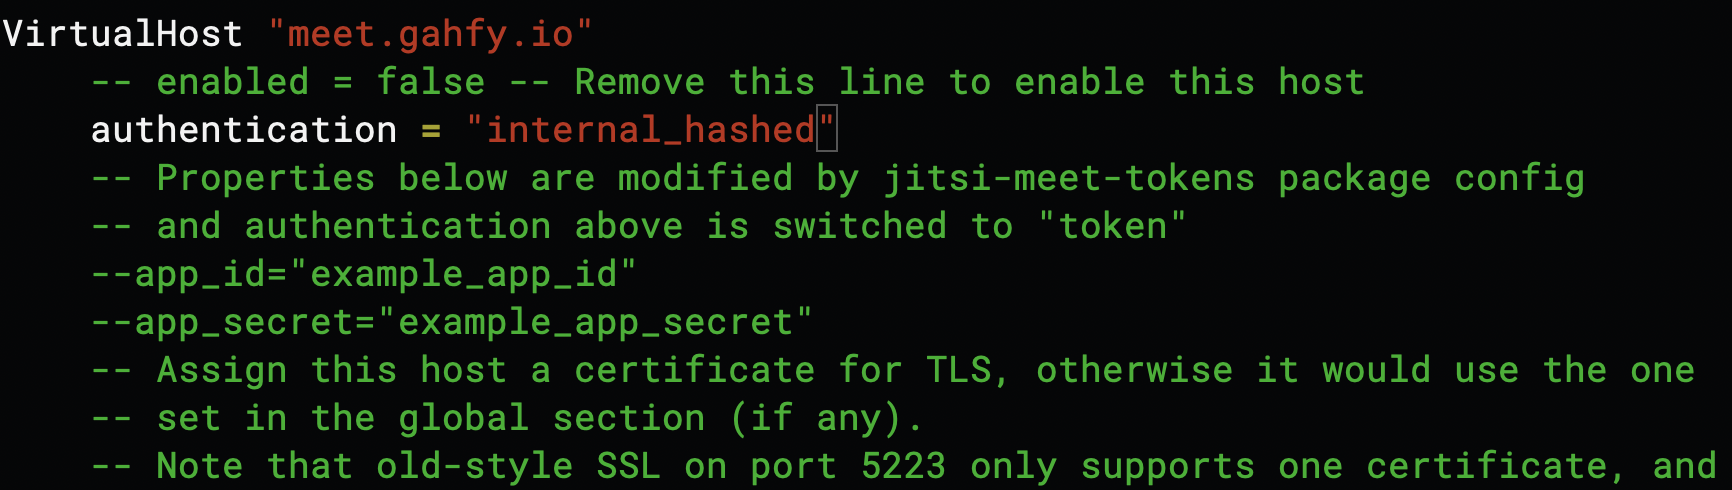 VirtualHost "meet.gahfy.io"
-- enabled = false -- Remove this line to enable this host
authentication = "internal_hashed"
-- Properties below are modified by jitsi-meet-tokens package config
-- and authentication above is switched to "token"
--app_id="example_app_id"
--app_secret="example_app_secret"
-- Assign this host a certificate for TLS, otherwise it would use the one
-- set in the global section (if any).
-- Note that old-style SSL on port 5223 only supports one certificate, and